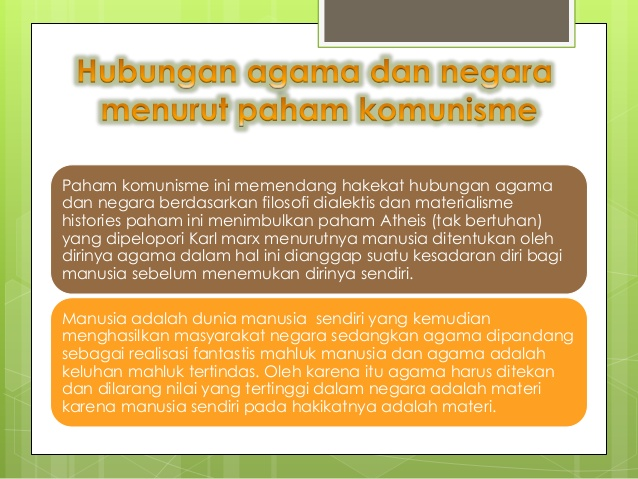 Hubungan agama dan negara
menurut paham komunisme
Paham komunisme ini memendang hakekat hubungan agama
dan negara berdasarkan filosofi dialektis dan materialisme
histories paham ini menimbulkan paham Atheis (tak bertuhan)
yang dipelopori Karl marx menurutnya manusia ditentukan oleh
dirinya agama dalam hal ini dianggap suatu kesadaran diri bagi
manusia sebelum menemukan dirinya sendiri.
Manusia adalah dunia manusia sendiri yang kemudian
menghasilkan masyarakat negara sedangkan agama dipandang
sebagai realisasi fantastis mahluk manusia dan agama adalah
keluhan mahluk tertindas. Oleh karena itu agama harus ditekan
dan dilarang nilai yang tertinggi dalam negara adalah materi
karena manusia sendiri pada hakikatnya adalah materi.